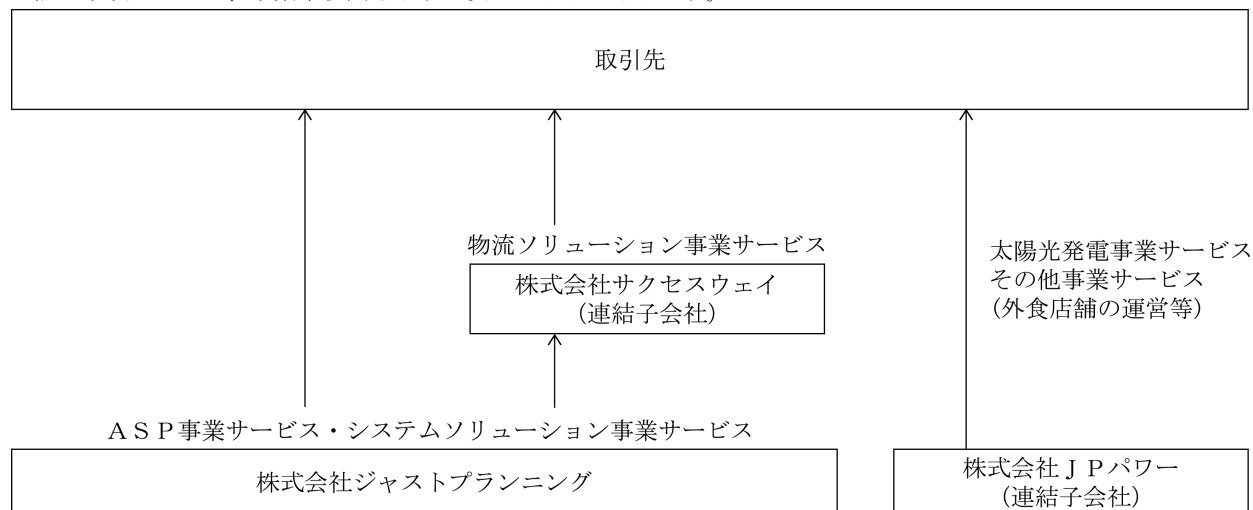 取引先
物流ソリューション事業サービス
株式会社サクセスウェイ
（連結子会社）
太陽光発電事業サービス
その他事業サービス
（外食店舗の運営等）
ＡＳＰ事業サービス・システムソリューション事業サービス
株式会社ジャストプランニング
株式会社ＪＰパワー
（連結子会社）